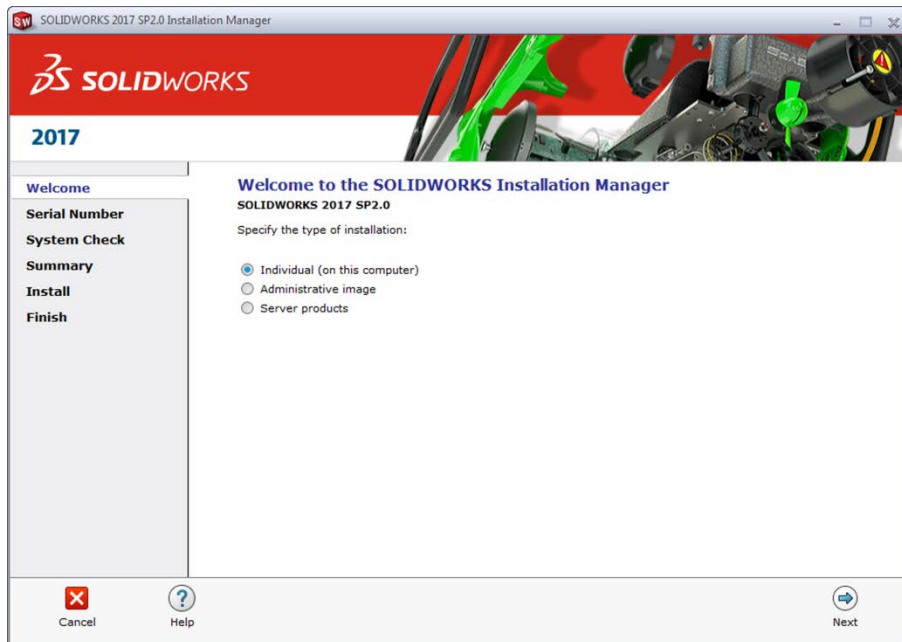 SOLIDWORKS 2017 SP2.0 Installation Manager
SOLIDWORKS
2017
Welcome
Serial Number
System Check
Summary
Install
Finish
Welcome to the SOLIDWORKS Installation Manager
SOLIDWORKS 2017 SP2.0
Specify the type of installation:
Individual (on this computer)
Administrative image
Server products
Cancel
Help
Next